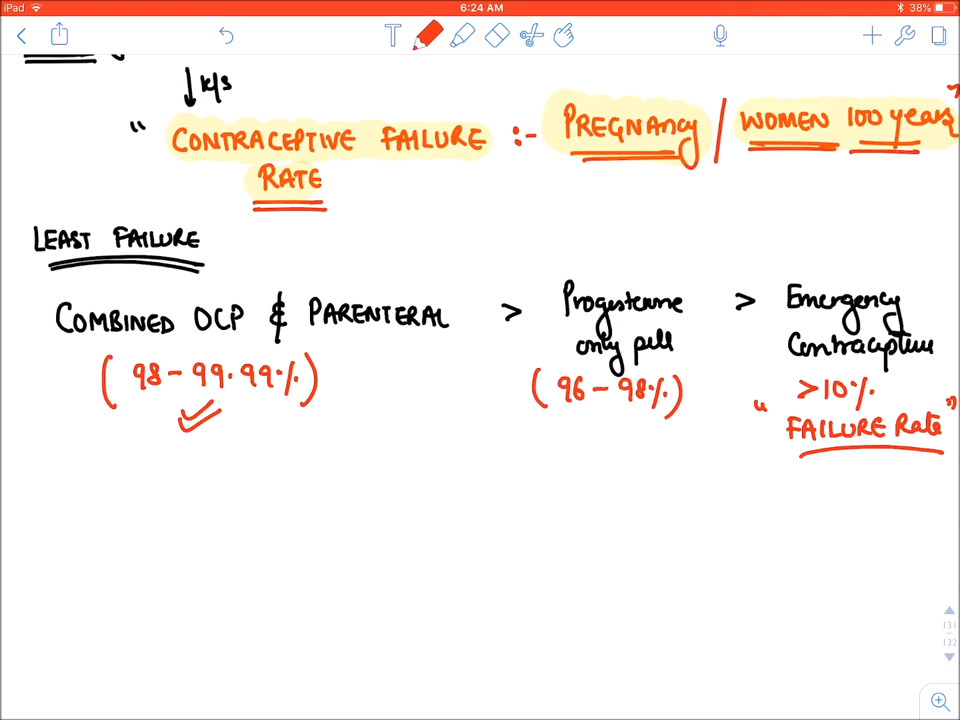 iPad 6:24 AM 38%
T
↓ k/s
" CONTRACEPTIVE FAILURE :- PREGNANCY / WOMEN 100 years "
RATE
LEAST FAILURE
COMBINED OCP & PARENTERAL > Progesterone > Emergency
only pill Contraception
(98 - 99.99%) (96 - 98%) >10%
" FAILURE Rate "
131
132